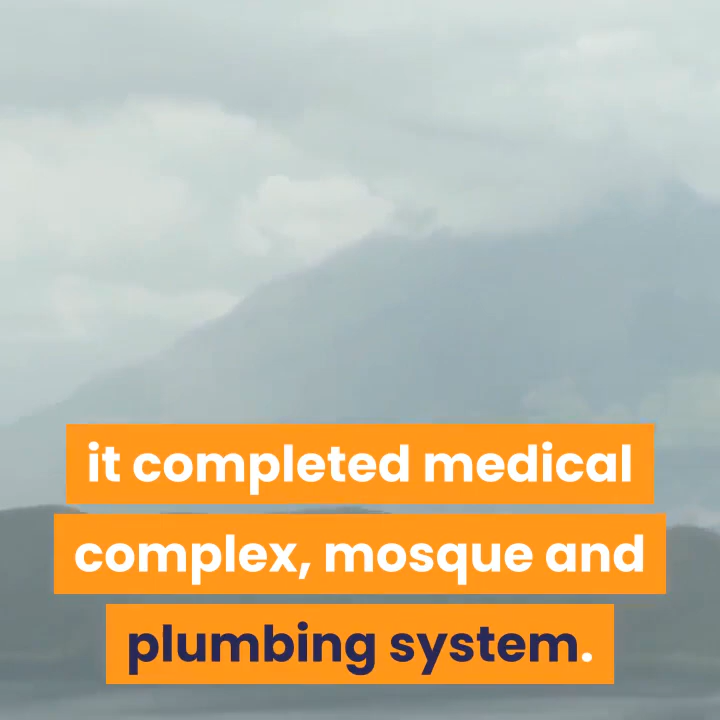 it completed medical
complex, mosque and
plumbing system.